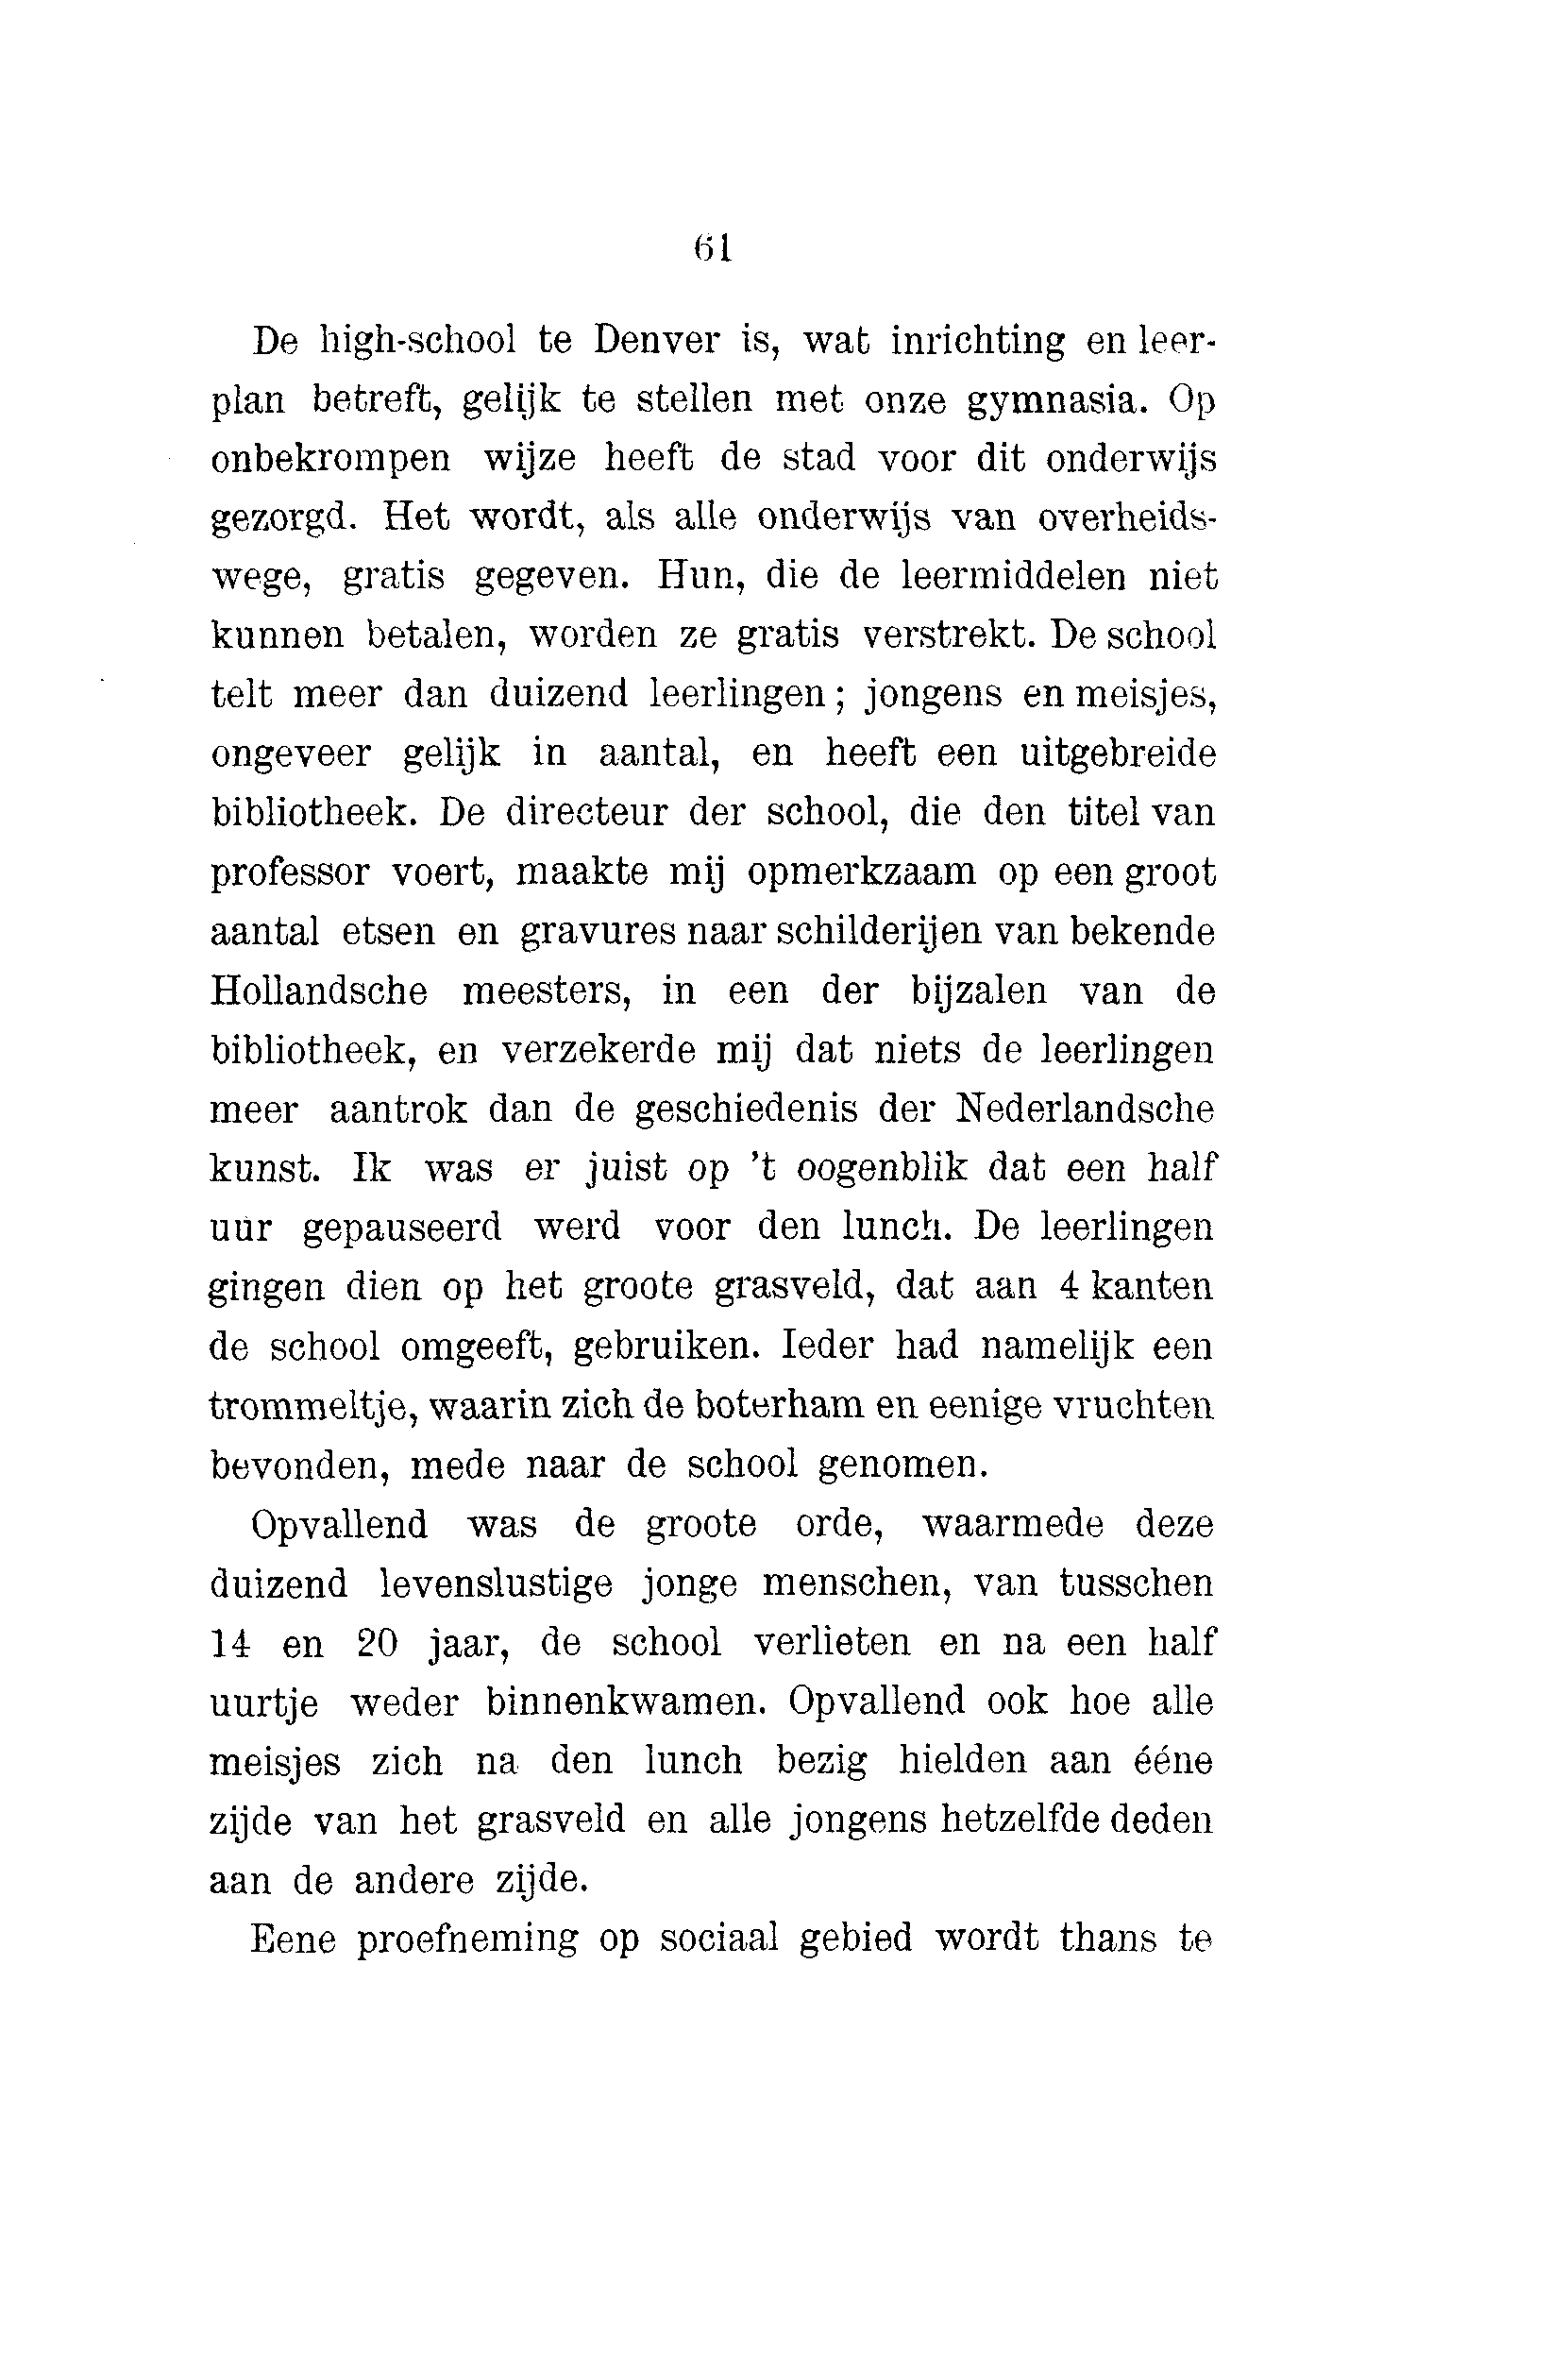 61
De high-school te Denver is, wat inrichting en leer-
plan betreft, gelijk te stellen met onze gymnasia. Op
onbekrompen wijze heeft de stad voor dit onderwijs
gezorgd. Het wordt, als alle onderwijs van overheids-
wege, gratis gegeven. Hun, die de leermiddelen niet
kunnen betalen, worden ze gratis verstrekt. De school
telt meer dan duizend leerlingen; jongens en meisjes,
ongeveer gelijk in aantal, en heeft een uitgebreide
bibliotheek. De directeur der school, die den titel van
professor voert, maakte mij opmerkzaam op een groot
aantal etsen en gravures naar schilderijen van bekende
Hollandsche meesters, in een der bijzalen van de
bibliotheek, en verzekerde mij dat niets de leerlingen
meer aantrok dan de geschiedenis der Nederlandsche
kunst. Ik was er juist op 't oogenblik dat een half
uur gepauseerd werd voor den lunch. De leerlingen
gingen dien op het groote grasveld, dat aan 4 kanten
de school omgeeft, gebruiken. Ieder had namelijk een
trommeltje, waarin zich de boterham en eenige vruchten
bevonden, mede naar de school genomen.
Opvallend was de groote orde, waarmede deze
duizend levenslustige jonge menschen, van tusschen
14 en 20 jaar, de school verlieten en na een half
uurtje weder binnenkwamen. Opvallend ook hoe alle
meisjes zich na den lunch bezig hielden aan ééne
zijde van het grasveld en alle jongens hetzelfde deden
aan de andere zijde.
Eene proefneming op sociaal gebied wordt thans te